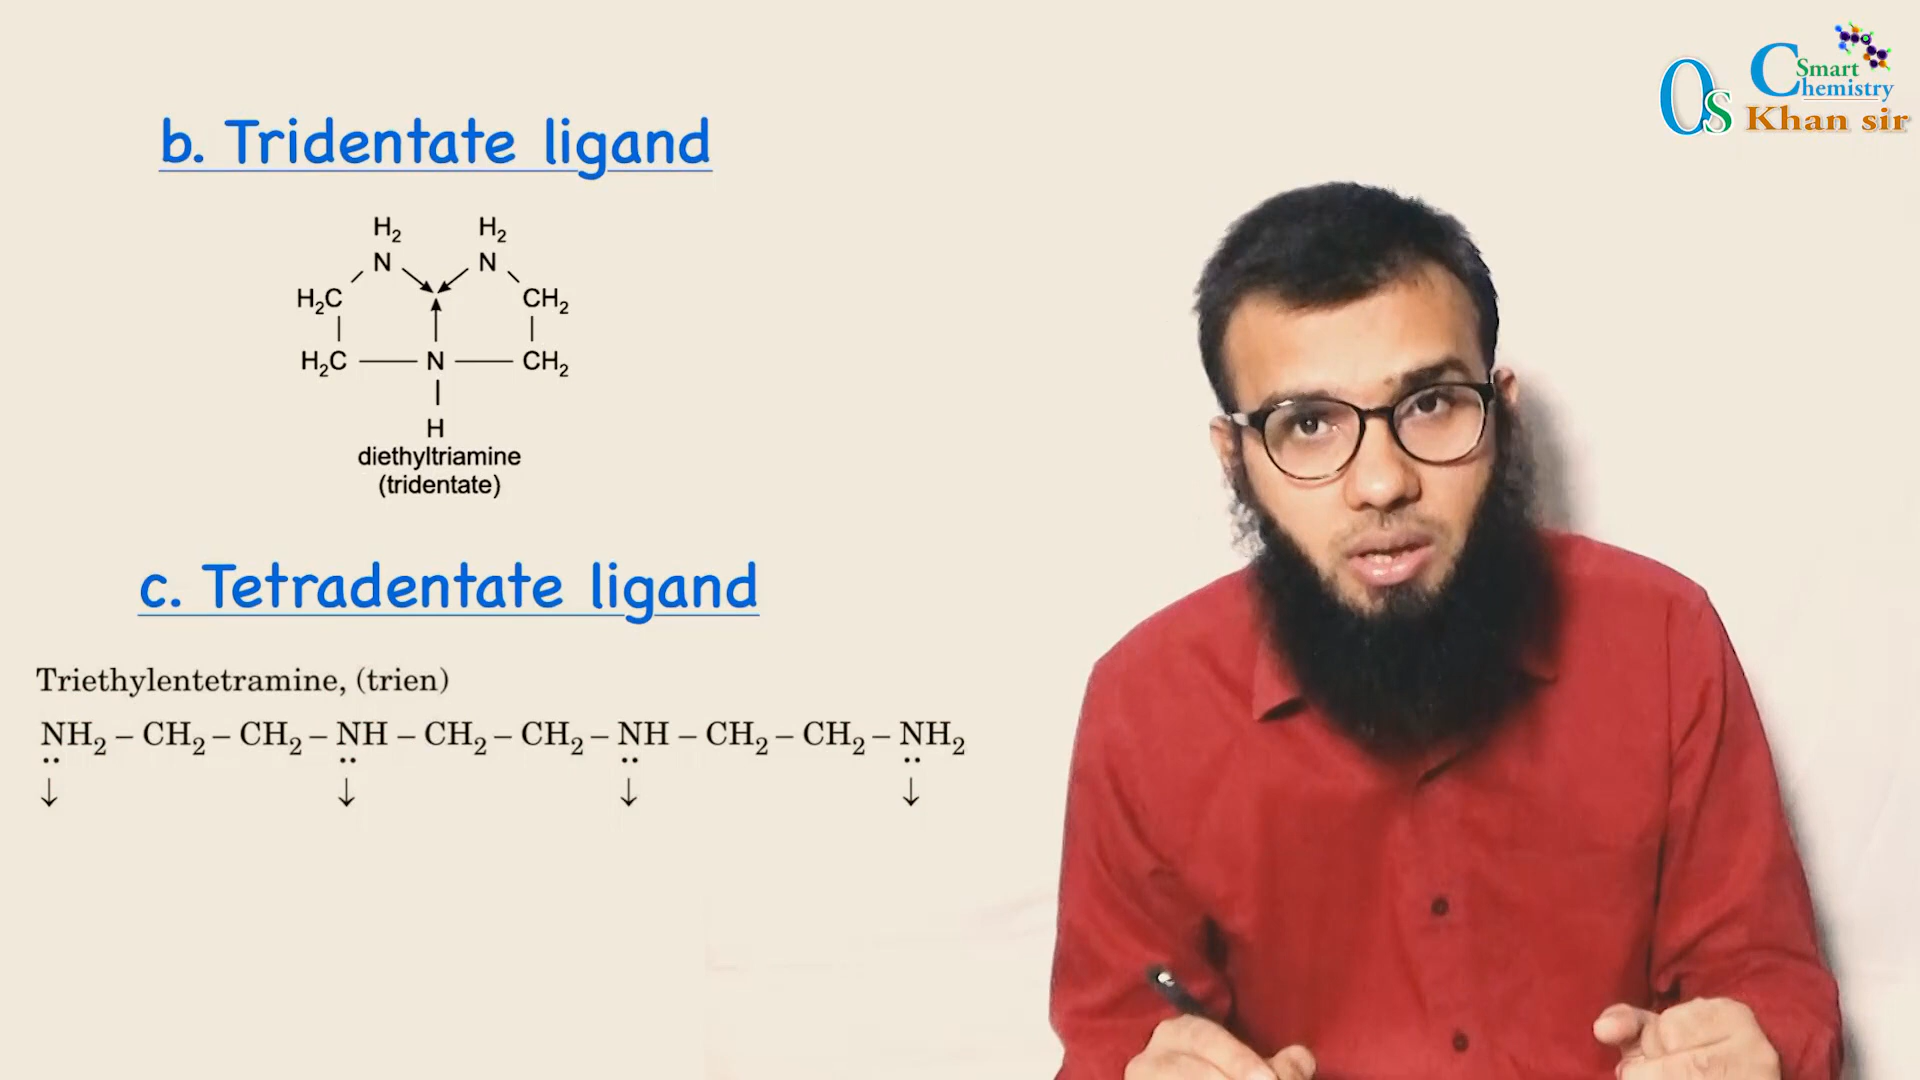 Os Smart Chemistry
Khan sir
b. Tridentate ligand
H₂ H₂
N N
H₂C CH₂
H₂C N CH₂
H
diethyltriamine
(tridentate)
c. Tetradentate ligand
Triethylentetramine, (trien)
NH₂ – CH₂ – CH₂ – NH – CH₂ – CH₂ – NH – CH₂ – CH₂ – NH₂